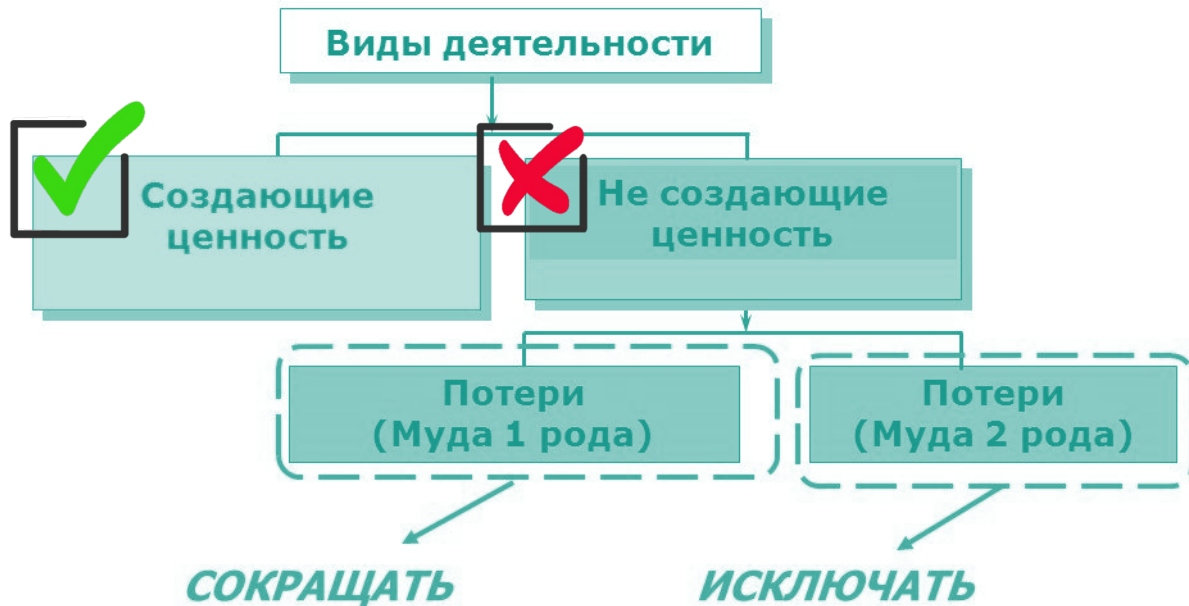 Виды деятельности
Создающие
ценность
Не создающие
ценность
Потери
(Муда 1 рода)
Потери
(Муда 2 рода)
СОКРАЩАТЬ
ИСКЛЮЧАТЬ